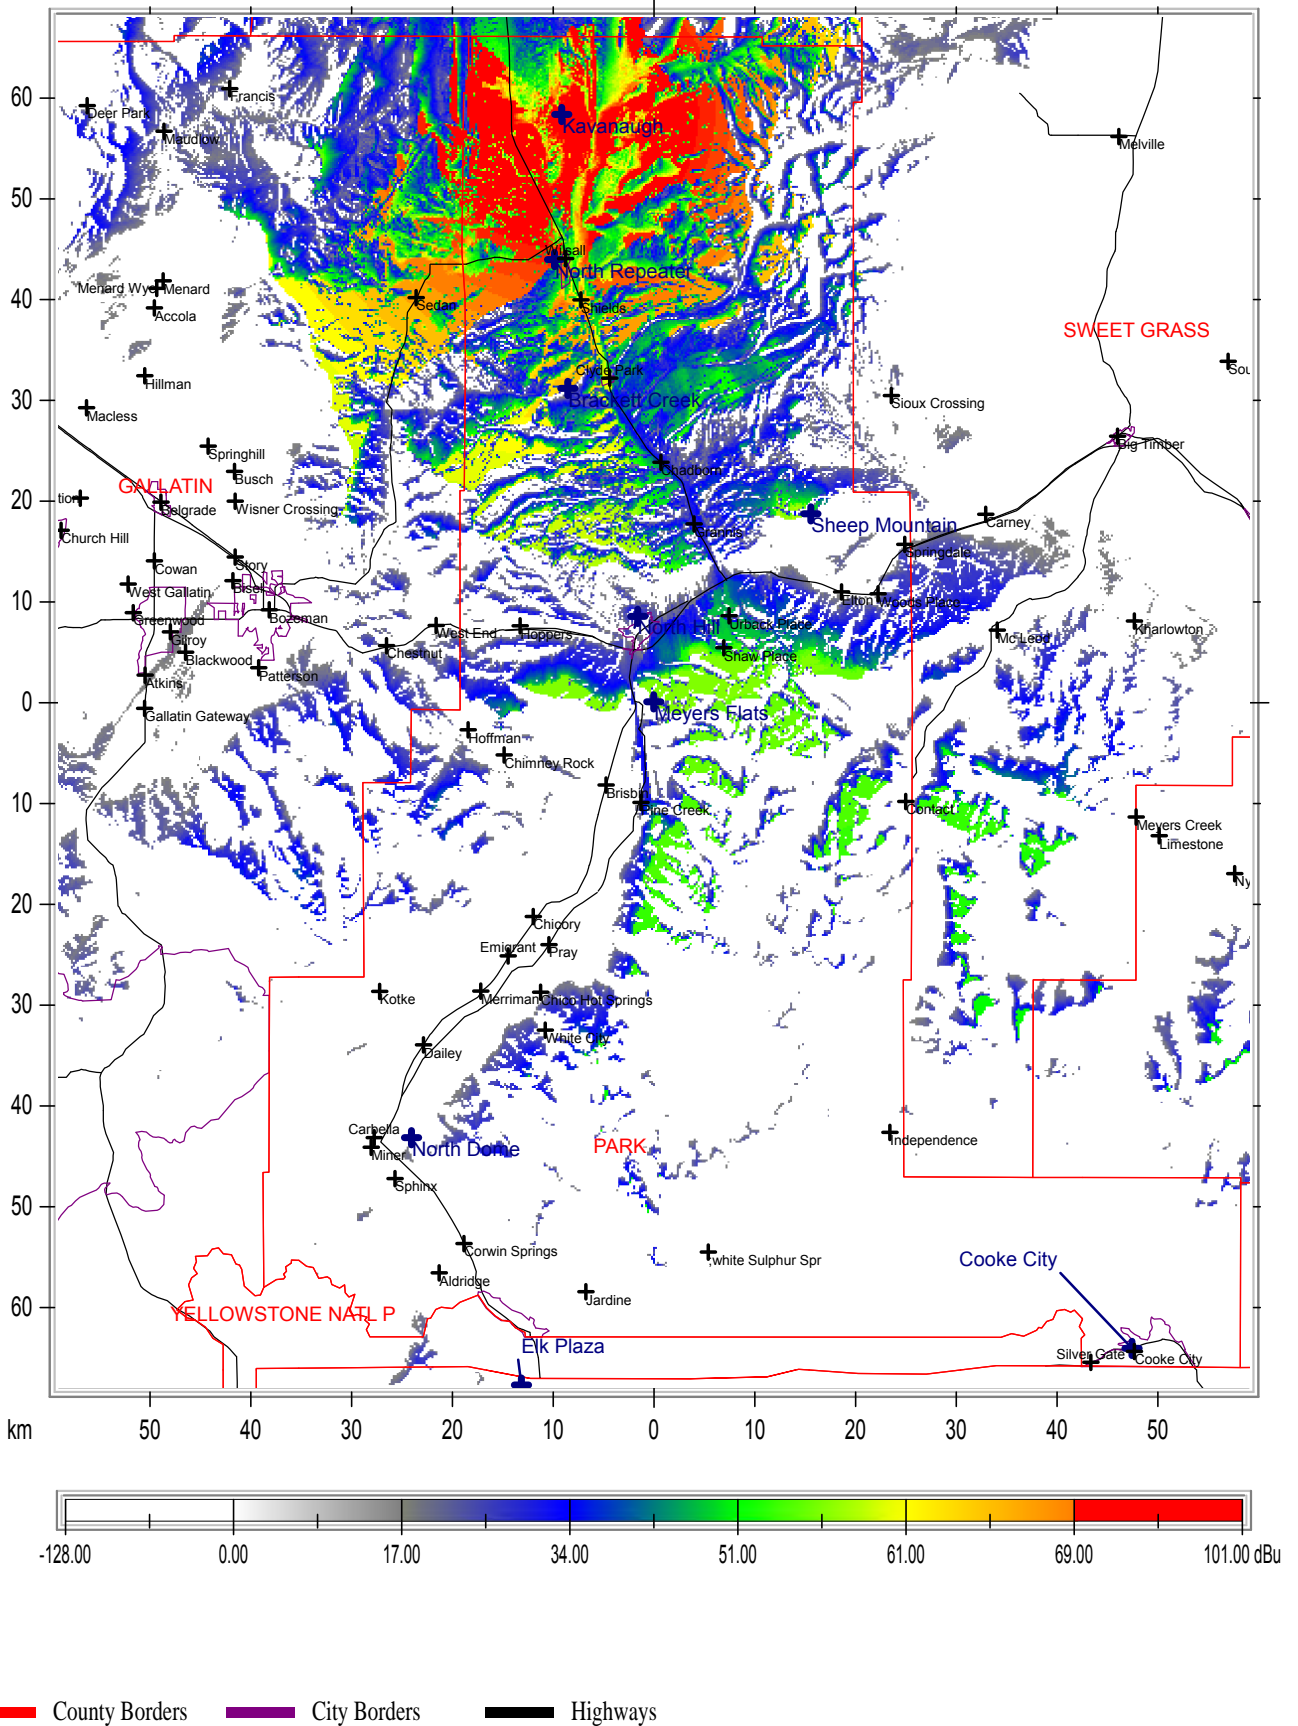 Francis
Deer Park
Maudlow
Kavanaugh
Melville
60
50
40
30
20
10
0
10
20
30
40
50
60
Wilsall
North Repeater
Menard Wye
Menard
Accola
Sedan
Shields
SWEET GRASS
Hillman
Clyde Park
Brackett Creek
Sou
Macless
Sioux Crossing
Big Timber
Springhill
Busch
Chadborn
GALLATIN
tion
Belgrade
Wisner Crossing
Sheep Mountain
Carney
Church Hill
Grannis
Springdale
Cowan
Story
West Gallatin
Biser
Elton
Woods Place
Greenwood
Bozeman
Gilroy
West End
Hoppers
North Hill
Urback Place
Mc Leod
Knarlowton
Blackwood
Chestnut
Shaw Place
Atkins
Patterson
Gallatin Gateway
Meyers Flats
Hoffman
Chimney Rock
Brisbin
Pine Creek
Contact
Meyers Creek
Limestone
Ny
Chicory
Emigrant
Pray
Kotke
Merriman
Chico Hot Springs
White City
Dailey
Carbella
North Dome
Miner
PARK
Independence
Sphinx
Corwin Springs
white Sulphur Spr
Cooke City
Aldridge
Jardine
YELLOWSTONE NATL P
Elk Plaza
Silver Gate
Cooke City
km
50 40 30 20 10 0 10 20 30 40 50
-128.00 0.00 17.00 34.00 51.00 61.00 69.00 101.00 dBu
County Borders City Borders Highways